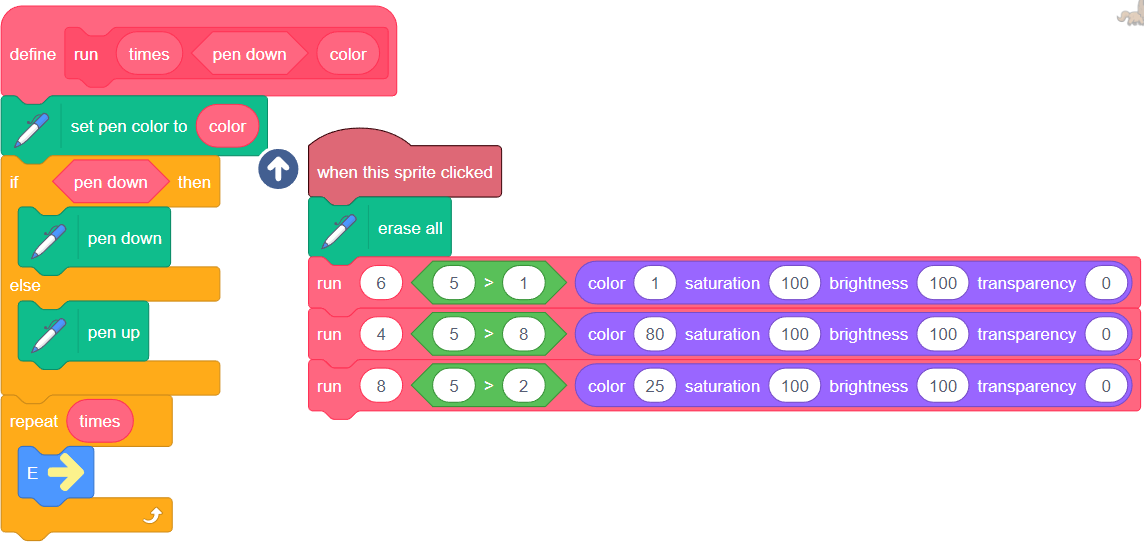 define run times pen down color
set pen color to color
if pen down then
pen down
else
pen up
repeat times
E
when this sprite clicked
erase all
run 6 5 > 1 color 1 saturation 100 brightness 100 transparency 0
run 4 5 > 8 color 80 saturation 100 brightness 100 transparency 0
run 8 5 > 2 color 25 saturation 100 brightness 100 transparency 0